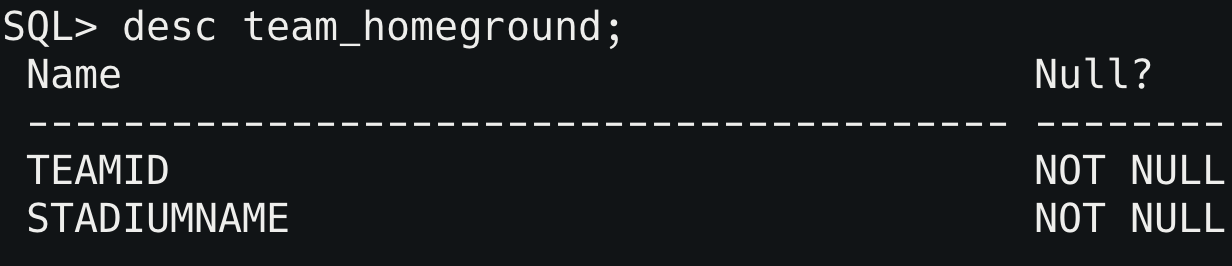 SQL> desc team_homeground;
Name Null?
----------------------------------------- --------
TEAMID NOT NULL
STADIUMNAME NOT NULL